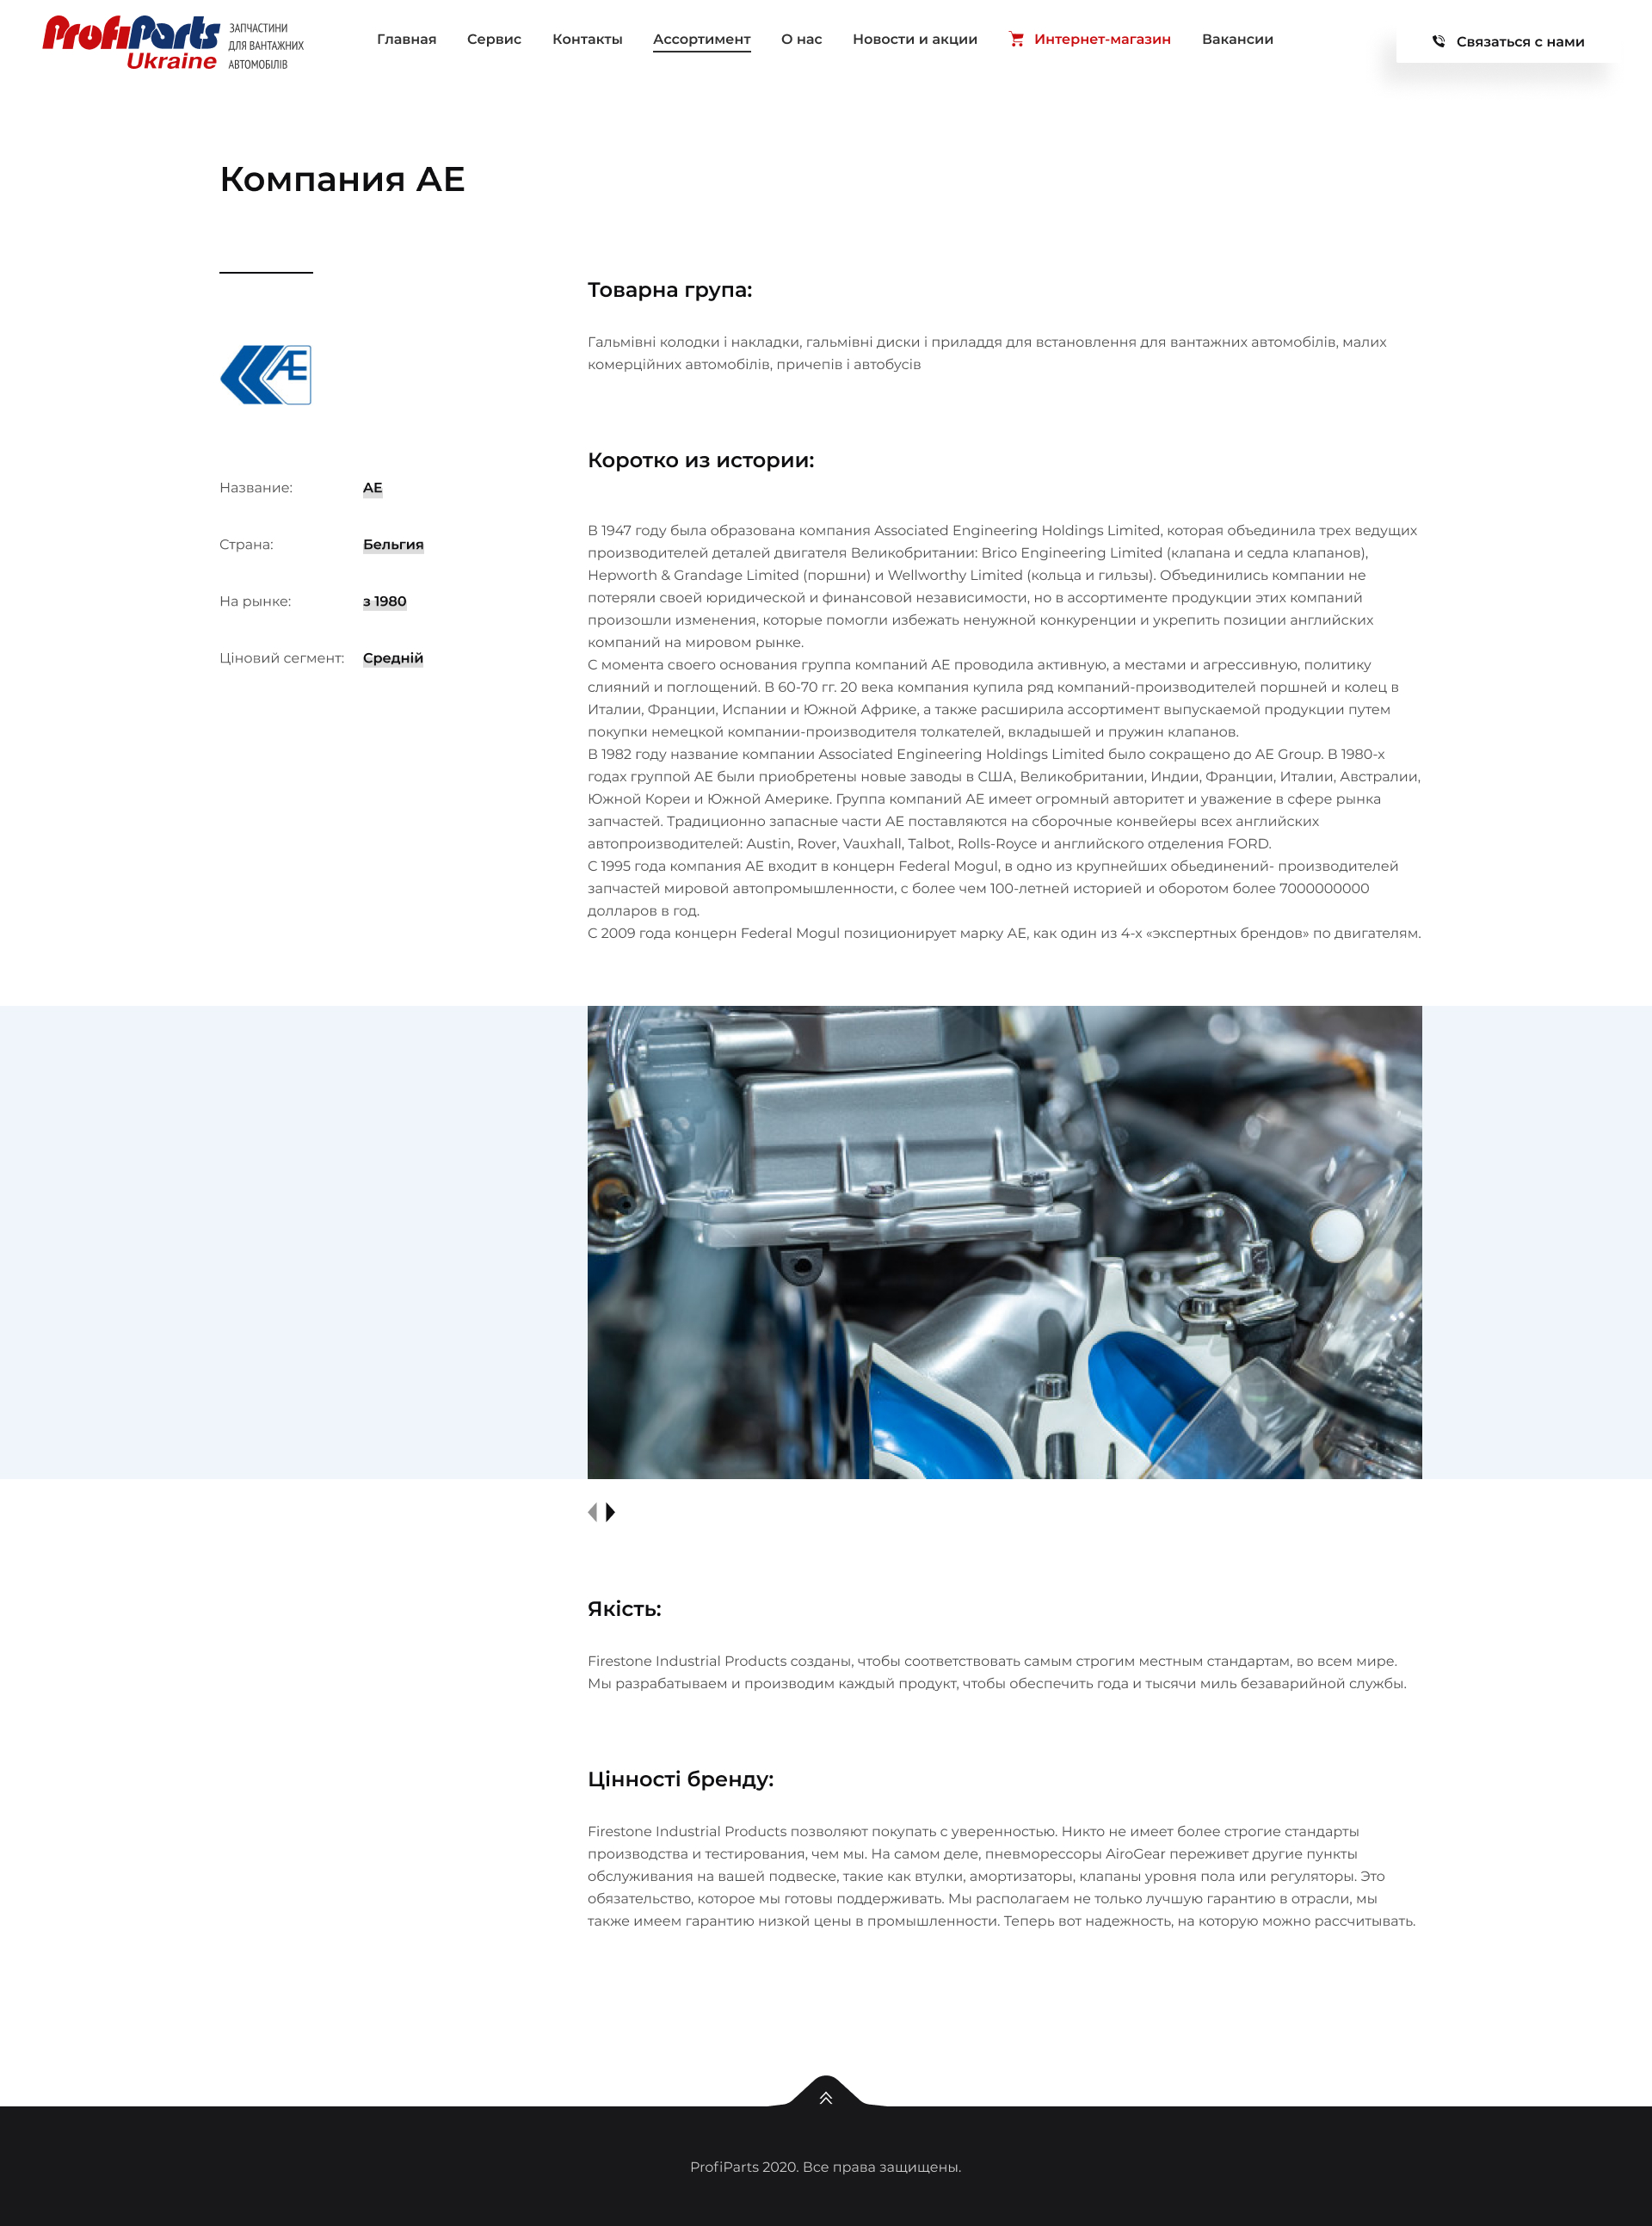 ProfiParts
Ukraine
ЗАПЧАСТИНИ
ДЛЯ ВАНТАЖНИХ
АВТОМОБІЛІВ
Главная
Сервис
Контакты
Ассортимент
О нас
Новости и акции
Интернет-магазин
Вакансии
Связаться с нами
Компания AE
AE
Название: AE
Страна: Бельгия
На рынке: з 1980
Ціновий сегмент: Средній
Товарна група:
Гальмівні колодки і накладки, гальмівні диски і приладдя для встановлення для вантажних автомобілів, малих
комерційних автомобілів, причепів і автобусів
Коротко из истории:
В 1947 году была образована компания Associated Engineering Holdings Limited, которая объединила трех ведущих
производителей деталей двигателя Великобритании: Brico Engineering Limited (клапана и седла клапанов),
Hepworth & Grandage Limited (поршни) и Wellworthy Limited (кольца и гильзы). Объединились компании не
потеряли своей юридической и финансовой независимости, но в ассортименте продукции этих компаний
произошли изменения, которые помогли избежать ненужной конкуренции и укрепить позиции английских
компаний на мировом рынке.
С момента своего основания группа компаний АЕ проводила активную, а местами и агрессивную, политику
слияний и поглощений. В 60-70 гг. 20 века компания купила ряд компаний-производителей поршней и колец в
Италии, Франции, Испании и Южной Африке, а также расширила ассортимент выпускаемой продукции путем
покупки немецкой компании-производителя толкателей, вкладышей и пружин клапанов.
В 1982 году название компании Associated Engineering Holdings Limited было сокращено до AE Group. В 1980-х
годах группой АЕ были приобретены новые заводы в США, Великобритании, Индии, Франции, Италии, Австралии,
Южной Кореи и Южной Америке. Группа компаний АЕ имеет огромный авторитет и уважение в сфере рынка
запчастей. Традиционно запасные части АЕ поставляются на сборочные конвейеры всех английских
автопроизводителей: Austin, Rover, Vauxhall, Talbot, Rolls-Royce и английского отделения FORD.
С 1995 года компания АЕ входит в концерн Federal Mogul, в одно из крупнейших обьединений- производителей
запчастей мировой автопромышленности, с более чем 100-летней историей и оборотом более 7000000000
долларов в год.
С 2009 года концерн Federal Mogul позиционирует марку АЕ, как один из 4-х «экспертных брендов» по двигателям.
Якість:
Firestone Industrial Products созданы, чтобы соответствовать самым строгим местным стандартам, во всем мире.
Мы разрабатываем и производим каждый продукт, чтобы обеспечить года и тысячи миль безаварийной службы.
Цінності бренду:
Firestone Industrial Products позволяют покупать с уверенностью. Никто не имеет более строгие стандарты
производства и тестирования, чем мы. На самом деле, пневморессоры AiroGear переживет другие пункты
обслуживания на вашей подвеске, такие как втулки, амортизаторы, клапаны уровня пола или регуляторы. Это
обязательство, которое мы готовы поддерживать. Мы располагаем не только лучшую гарантию в отрасли, мы
также имеем гарантию низкой цены в промышленности. Теперь вот надежность, на которую можно рассчитывать.
ProfiParts 2020. Все права защищены.